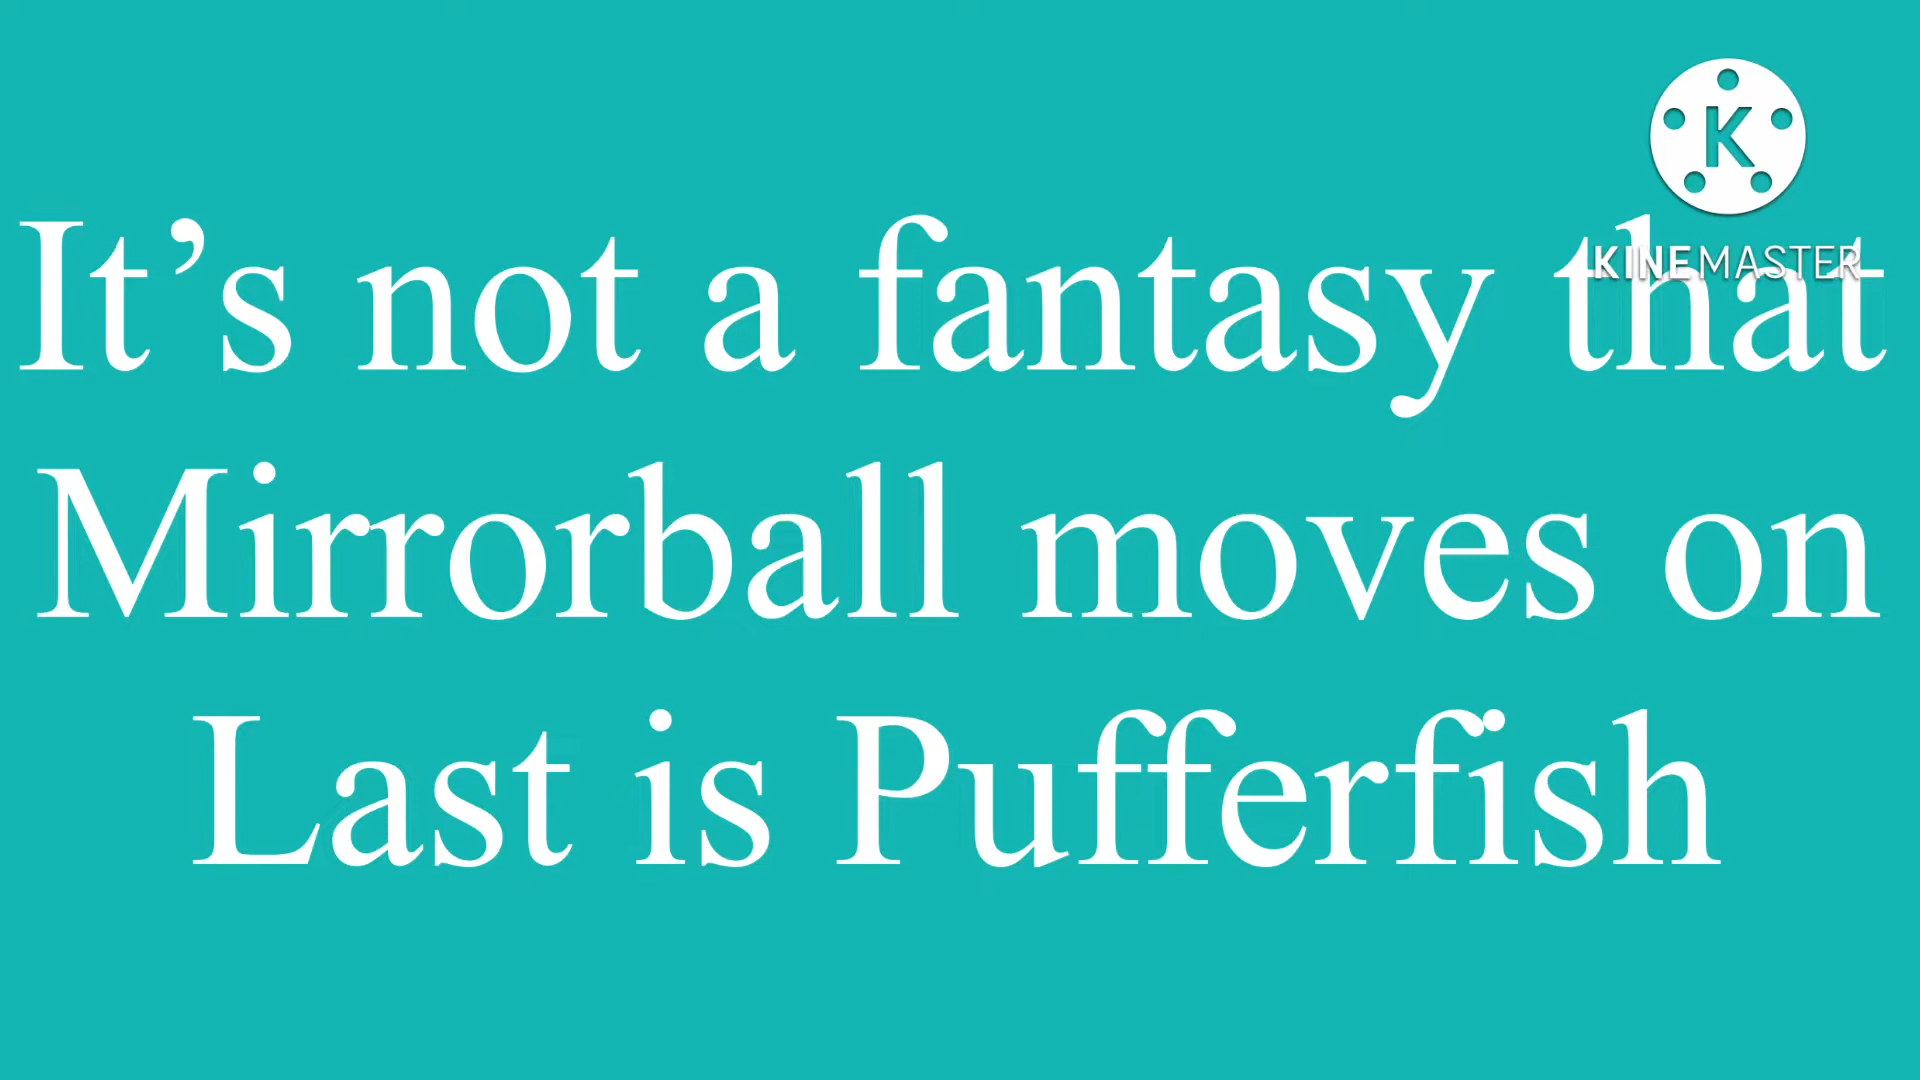 K
KINEMASTER
It’s not a fantasy that
Mirrorball moves on
Last is Pufferfish